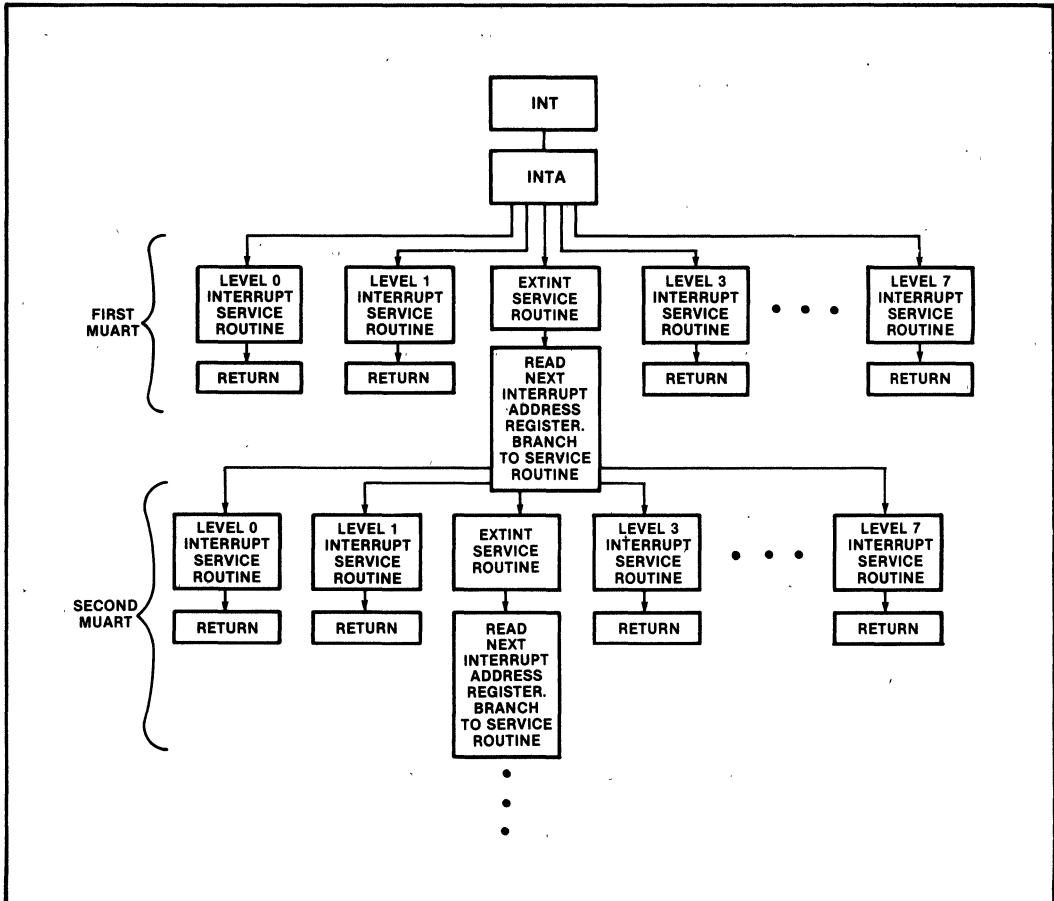 INT
INTA
FIRST
MUART
LEVEL 0
INTERRUPT
SERVICE
ROUTINE
RETURN
LEVEL 1
INTERRUPT
SERVICE
ROUTINE
RETURN
EXTINT
SERVICE
ROUTINE
READ
NEXT
INTERRUPT
ADDRESS
REGISTER.
BRANCH
TO SERVICE
ROUTINE
LEVEL 3
INTERRUPT
SERVICE
ROUTINE
RETURN
LEVEL 7
INTERRUPT
SERVICE
ROUTINE
RETURN
SECOND
MUART
LEVEL 0
INTERRUPT
SERVICE
ROUTINE
RETURN
LEVEL 1
INTERRUPT
SERVICE
ROUTINE
RETURN
EXTINT
SERVICE
ROUTINE
READ
NEXT
INTERRUPT
ADDRESS
REGISTER.
BRANCH
TO SERVICE
ROUTINE
LEVEL 3
INTERRUPT
SERVICE
ROUTINE
RETURN
LEVEL 7
INTERRUPT
SERVICE
ROUTINE
RETURN